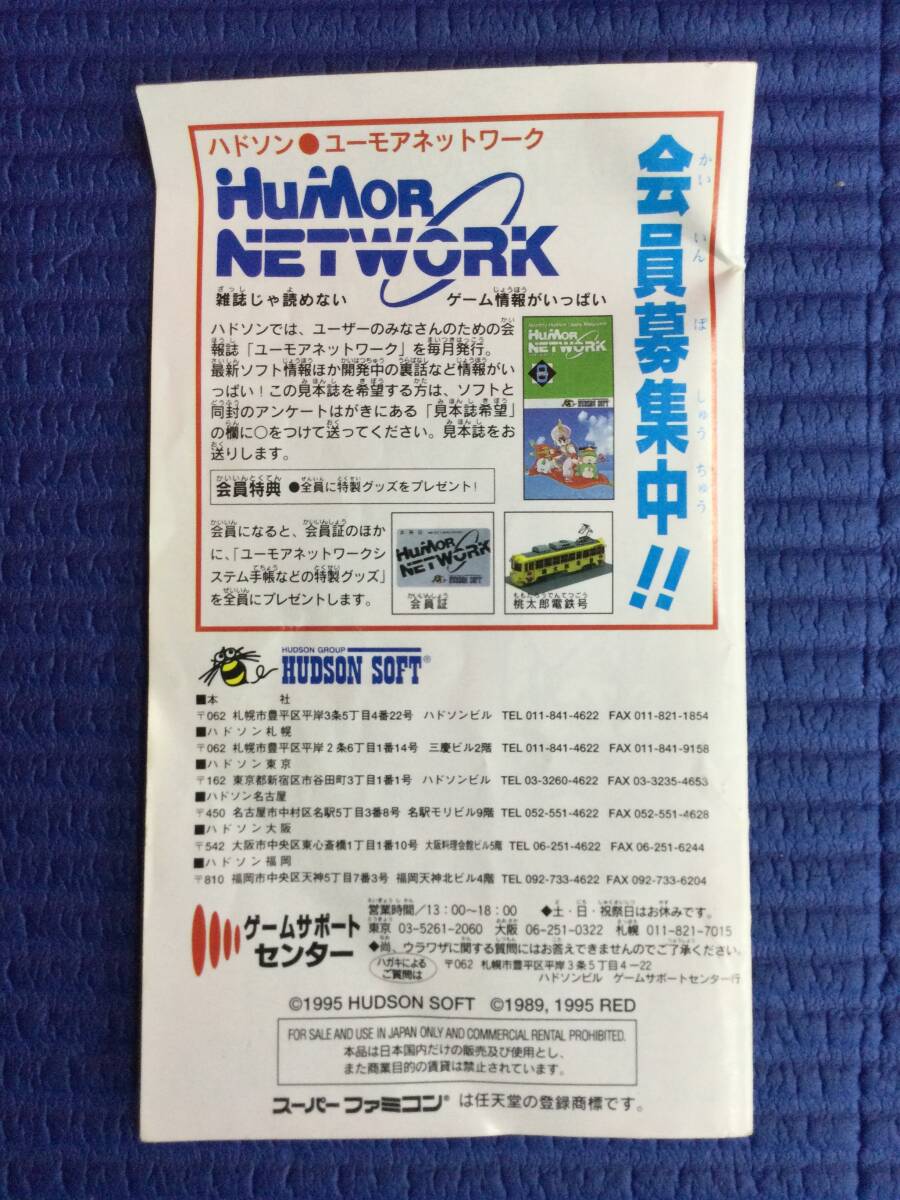 ハドソン●ユーモアネットワーク
HuMOR
NETWORK
会員募集中!!
かい いん ぼ しゅう ちゅう
雑誌じゃ読めない ゲーム情報がいっぱい
ハドソンでは、ユーザーのみなさんのための会
報誌「ユーモアネットワーク」を毎月発行。
最新ソフト情報ほか開発中の裏話など情報がい
っぱい!この見本誌を希望する方は、ソフトと
同封のアンケートはがきにある「見本誌希望」
の欄に○をつけて送ってください。見本誌をお
送りします。
HuMOR
NETWORK
8
HUDSON SOFT
会員特典 ●全員に特製グッズをプレゼント!
会員になると、会員証のほか
に、「ユーモアネットワークシ
ステム手帳などの特製グッズ」
を全員にプレゼントします。
HuMOR
NETWORK
HUDSON SOFT
会員証
桃太郎電鉄号
HUDSON GROUP
HUDSON SOFT®
■本 社
〒062 札幌市豊平区平岸3条5丁目4番22号 ハドソンビル TEL 011-841-4622 FAX 011-821-1854
■ハドソン札幌
〒062 札幌市豊平区平岸2条6丁目1番14号 三慶ビル2階 TEL 011-841-4622 FAX 011-841-9158
■ハドソン東京
〒162 東京都新宿区市谷田町3丁目1番1号 ハドソンビル TEL 03-3260-4622 FAX 03-3235-4653
■ハドソン名古屋
〒450 名古屋市中村区名駅5丁目3番8号 名駅モリビル9階 TEL 052-551-4622 FAX 052-551-4628
■ハドソン大阪
〒542 大阪市中央区東心斎橋1丁目1番10号 大阪料理会館ビル5階 TEL 06-251-4622 FAX 06-251-6244
■ハドソン福岡
〒810 福岡市中央区天神5丁目7番3号 福岡天神北ビル4階 TEL 092-733-4622 FAX 092-733-6204
ゲームサポート
センター
営業時間/13:00〜18:00 ◆土・日・祝祭日はお休みです。
東京 03-5261-2060 大阪 06-251-0322 札幌 011-821-7015
◆尚、ウラワザに関する質問にはお答えできませんのでご了承ください。
ハガキによる
ご質問は
〒062 札幌市豊平区平岸3条5丁目4－22
ハドソンビル ゲームサポートセンター行
©1995 HUDSON SOFT ©1989, 1995 RED
FOR SALE AND USE IN JAPAN ONLY AND COMMERCIAL RENTAL PROHIBITED.
本品は日本国内だけの販売及び使用とし、
また商業目的の賃貸は禁止されています。
スーパーファミコン®は任天堂の登録商標です。